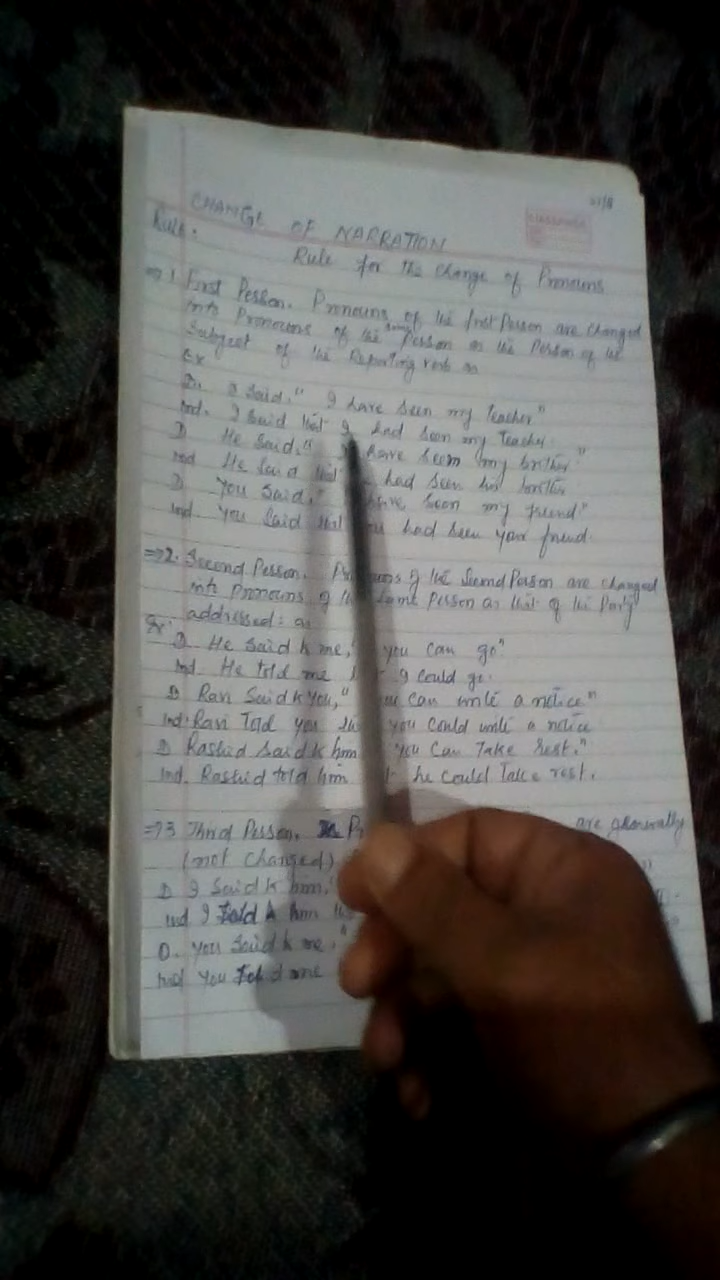 21/8
CHANGE OF NARRATION
Rule.
Rule for the change of Pronouns
⇒ 1. First Person. Pronouns of the first Person are changed
into Pronouns of the same Person as the Person of the
Subject of the Reporting verb as
Ex
D. I said, " I have seen my teacher"
Ind. I said that I had seen my teacher.
D He said, " have seen my brother."
Ind He said that had seen his brother
D You said, " have seen my friend"
Ind. You said that you had seen your friend.
⇒ 2. Second Person. Pronouns of the Second Person are changed
into pronouns of the same person as that of the Party
addressed: as
Ex:
D. He said to me, " you can go"
Ind. He told me I could go.
D Ravi said to you, " can write a notice"
Ind. Ravi Told you you could write a notice
D Rashid said to him you can Take rest."
Ind. Rashid told him he could Take rest.
⇒ 3 Third Person. are generally
(not changed)
D I said to him, "
Ind I told him
D. you said to me, "
Ind you told me